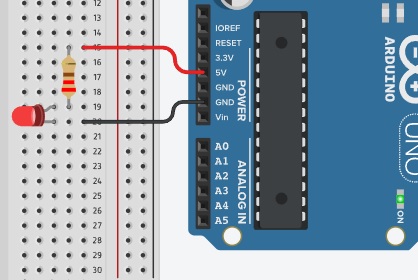 12
13
14
15
16
17
18
19
20
21
22
23
24
25
26
27
28
29
30
IOREF
RESET
3.3V
5V
GND
GND
Vin
POWER
A0
A1
A2
A3
A4
A5
ANALOG IN
ARDUINO
UNO
ON